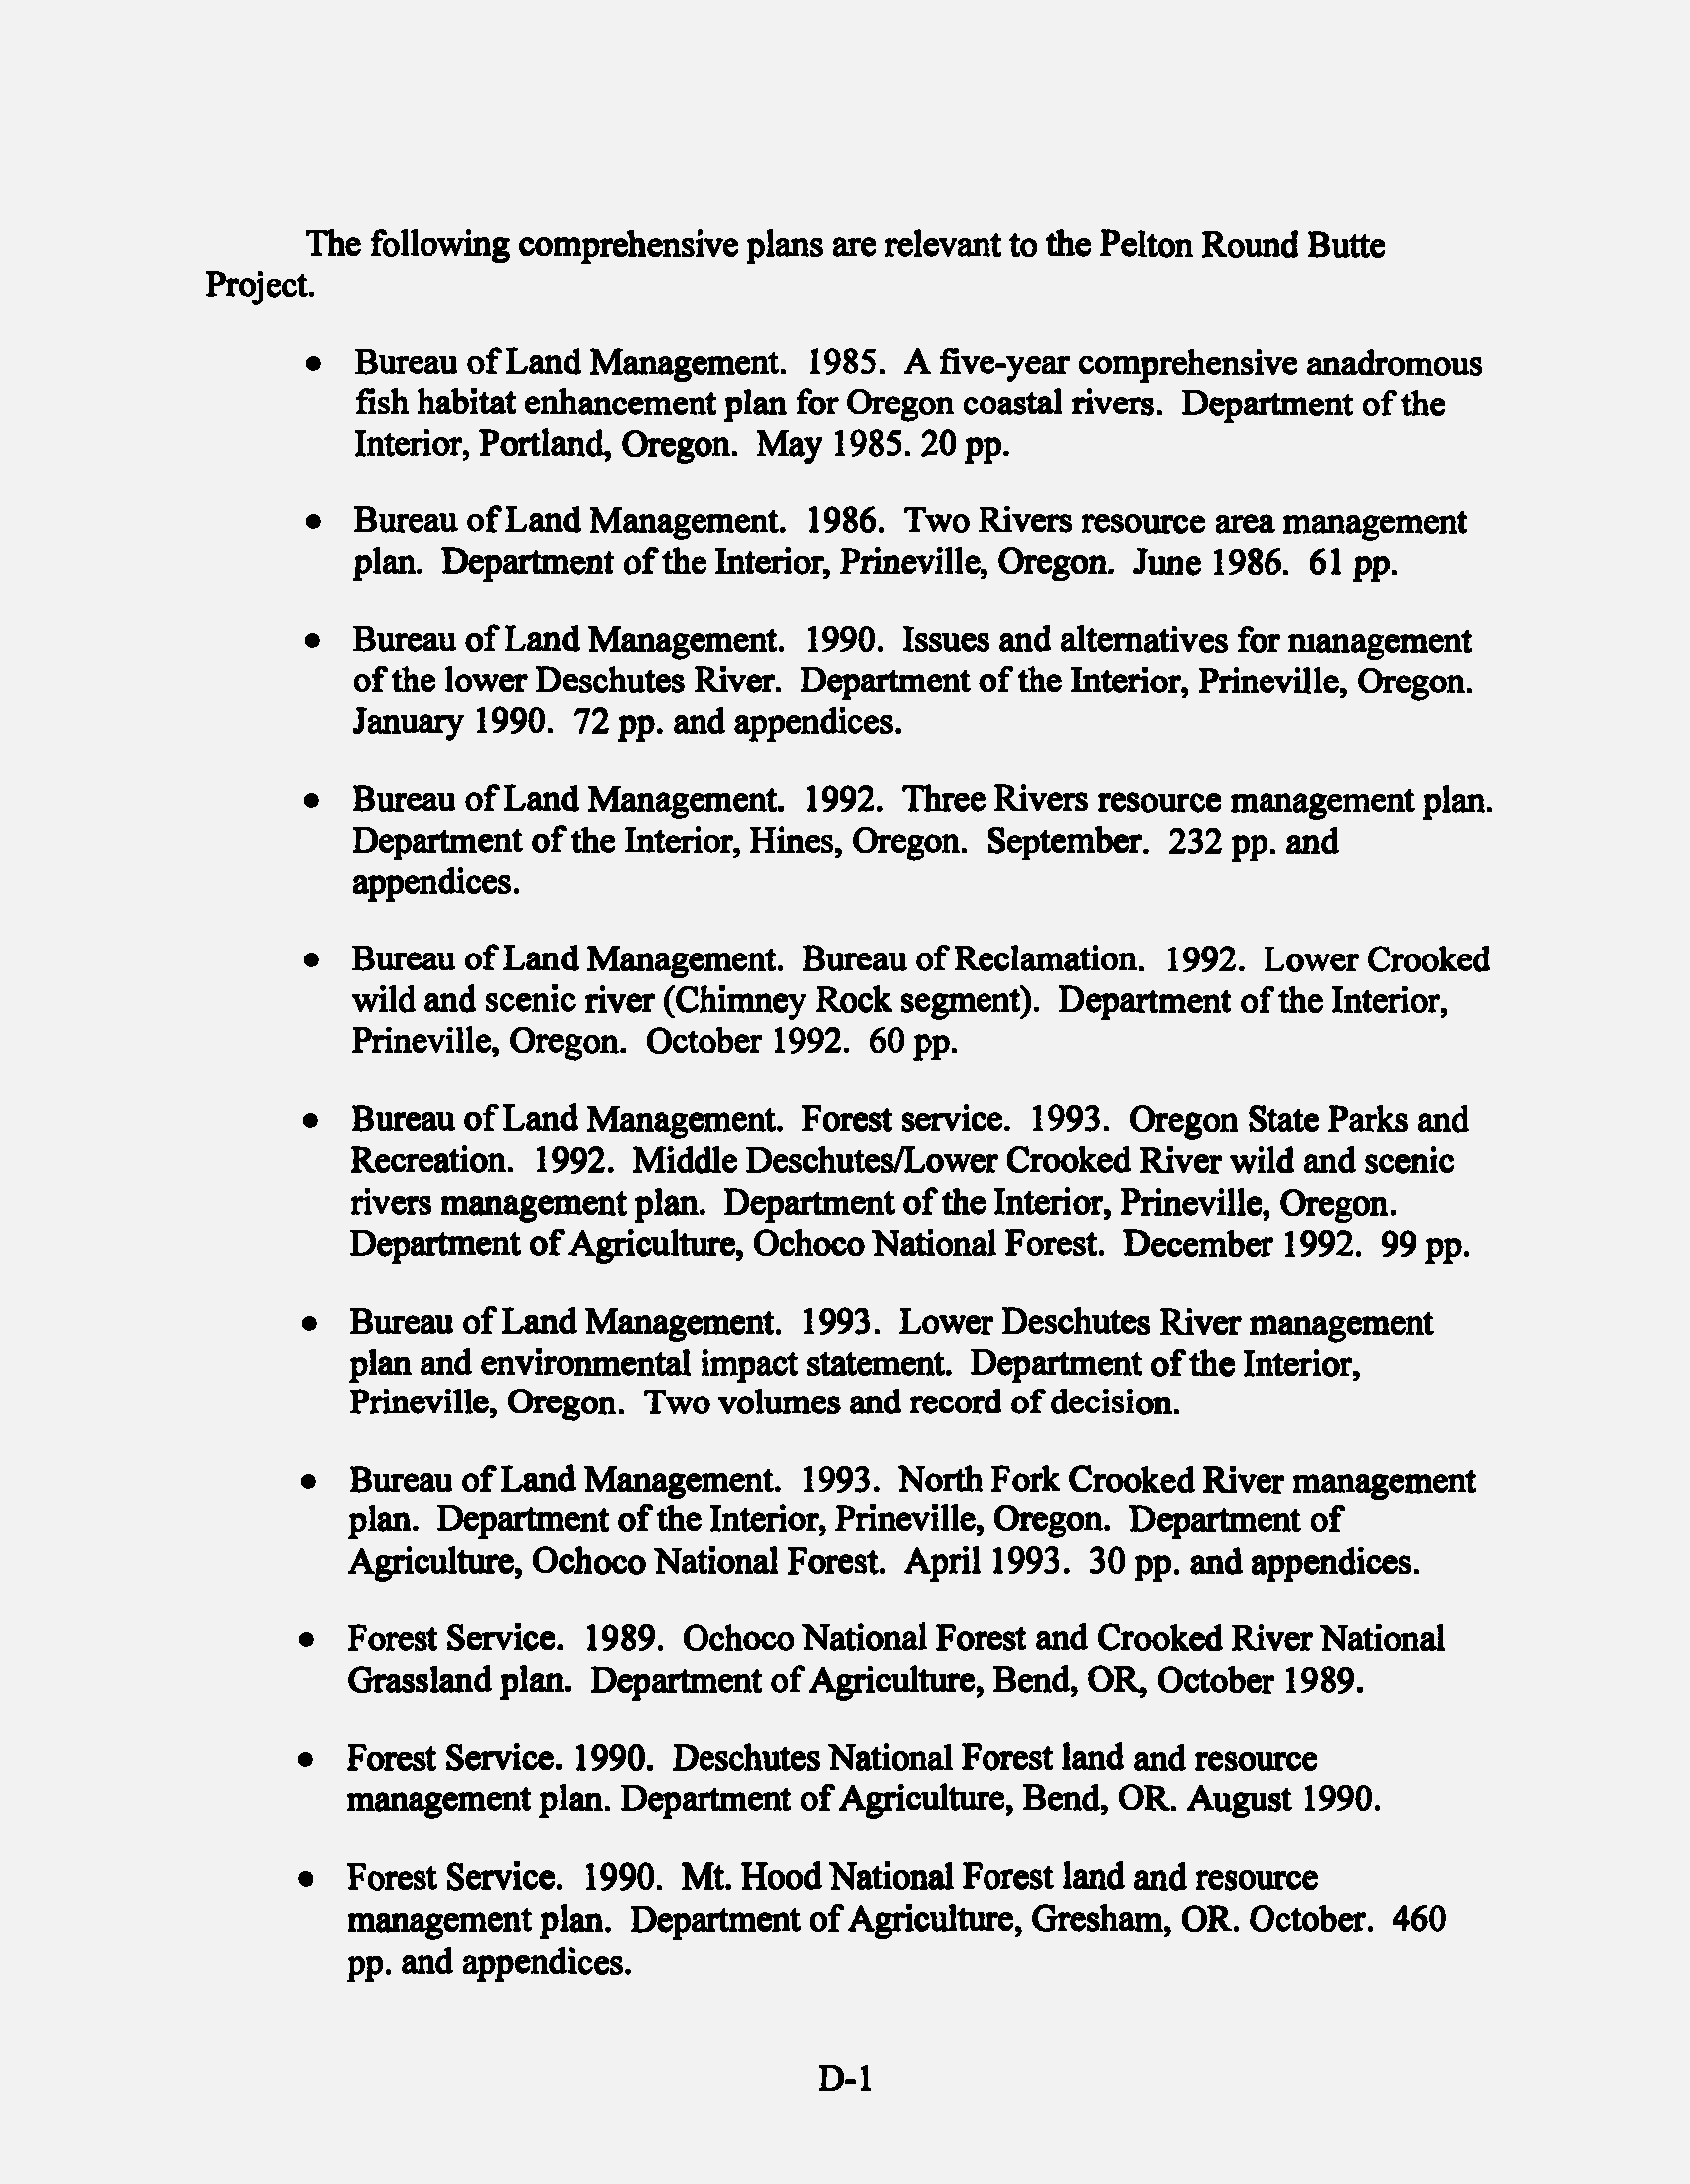 The following comprehensive plans are relevant to the Pelton Round Butte
Project.
• Bureau of Land Management. 1985. A five-year comprehensive anadromous
fish habitat enhancement plan for Oregon coastal rivers. Department of the
Interior, Portland, Oregon. May 1985. 20 pp.
• Bureau of Land Management. 1986. Two Rivers resource area management
plan. Department of the Interior, Prineville, Oregon. June 1986. 61 pp.
• Bureau of Land Management. 1990. Issues and alternatives for management
of the lower Deschutes River. Department of the Interior, Prineville, Oregon.
January 1990. 72 pp. and appendices.
• Bureau of Land Management. 1992. Three Rivers resource management plan.
Department of the Interior, Hines, Oregon. September. 232 pp. and
appendices.
• Bureau of Land Management. Bureau of Reclamation. 1992. Lower Crooked
wild and scenic river (Chimney Rock segment). Department of the Interior,
Prineville, Oregon. October 1992. 60 pp.
• Bureau of Land Management. Forest service. 1993. Oregon State Parks and
Recreation. 1992. Middle Deschutes/Lower Crooked River wild and scenic
rivers management plan. Department of the Interior, Prineville, Oregon.
Department of Agriculture, Ochoco National Forest. December 1992. 99 pp.
• Bureau of Land Management. 1993. Lower Deschutes River management
plan and environmental impact statement. Department of the Interior,
Prineville, Oregon. Two volumes and record of decision.
• Bureau of Land Management. 1993. North Fork Crooked River management
plan. Department of the Interior, Prineville, Oregon. Department of
Agriculture, Ochoco National Forest. April 1993. 30 pp. and appendices.
• Forest Service. 1989. Ochoco National Forest and Crooked River National
Grassland plan. Department of Agriculture, Bend, OR, October 1989.
• Forest Service. 1990. Deschutes National Forest land and resource
management plan. Department of Agriculture, Bend, OR. August 1990.
• Forest Service. 1990. Mt. Hood National Forest land and resource
management plan. Department of Agriculture, Gresham, OR. October. 460
pp. and appendices.
D-1